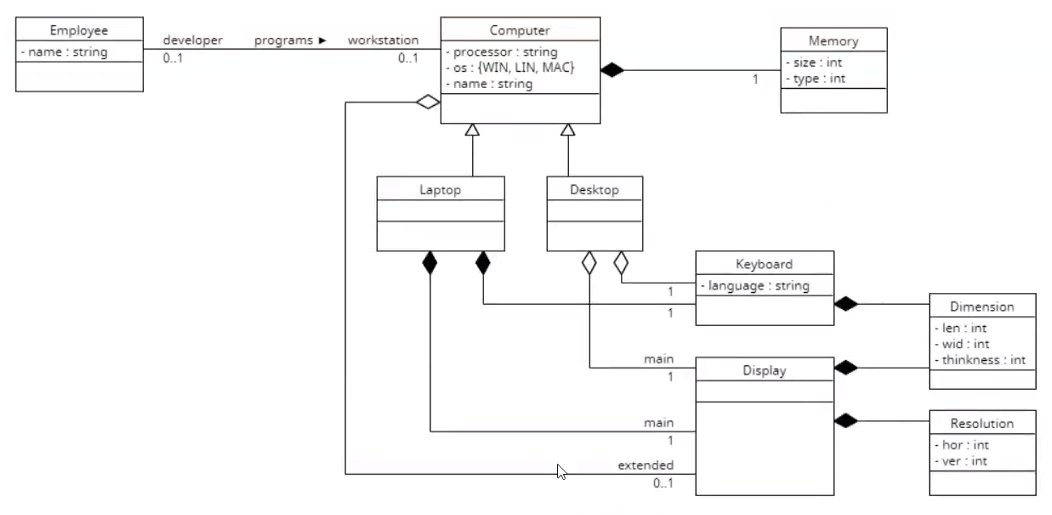 Employee
- name : string
developer
programs ►
workstation
0..1
0..1
Computer
- processor : string
- os : {WIN, LIN, MAC}
- name : string
Memory
- size : int
- type : int
1
Laptop
Desktop
Keyboard
- language : string
1
1
Dimension
- len : int
- wid : int
- thinkness : int
main
1
Display
main
1
Resolution
- hor : int
- ver : int
extended
0..1